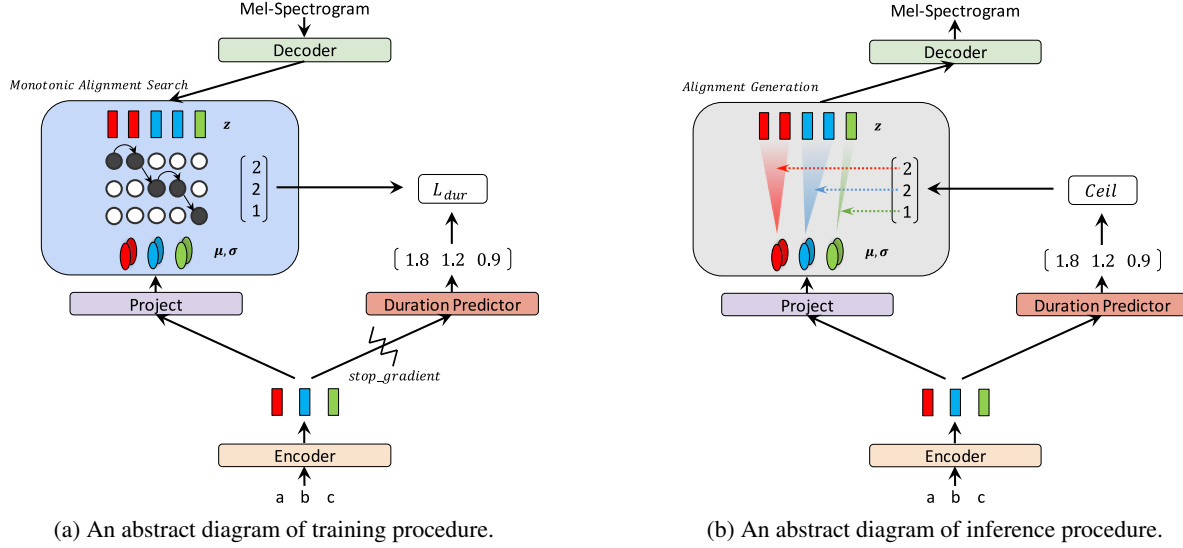 Mel-Spectrogram
Decoder
Monotonic Alignment Search
z
2
2
1
L_dur
μ, σ
1.8 1.2 0.9
Project
Duration Predictor
stop_gradient
Encoder
a b c
(a) An abstract diagram of training procedure.
Mel-Spectrogram
Decoder
Alignment Generation
z
2
2
1
Ceil
μ, σ
1.8 1.2 0.9
Project
Duration Predictor
Encoder
a b c
(b) An abstract diagram of inference procedure.